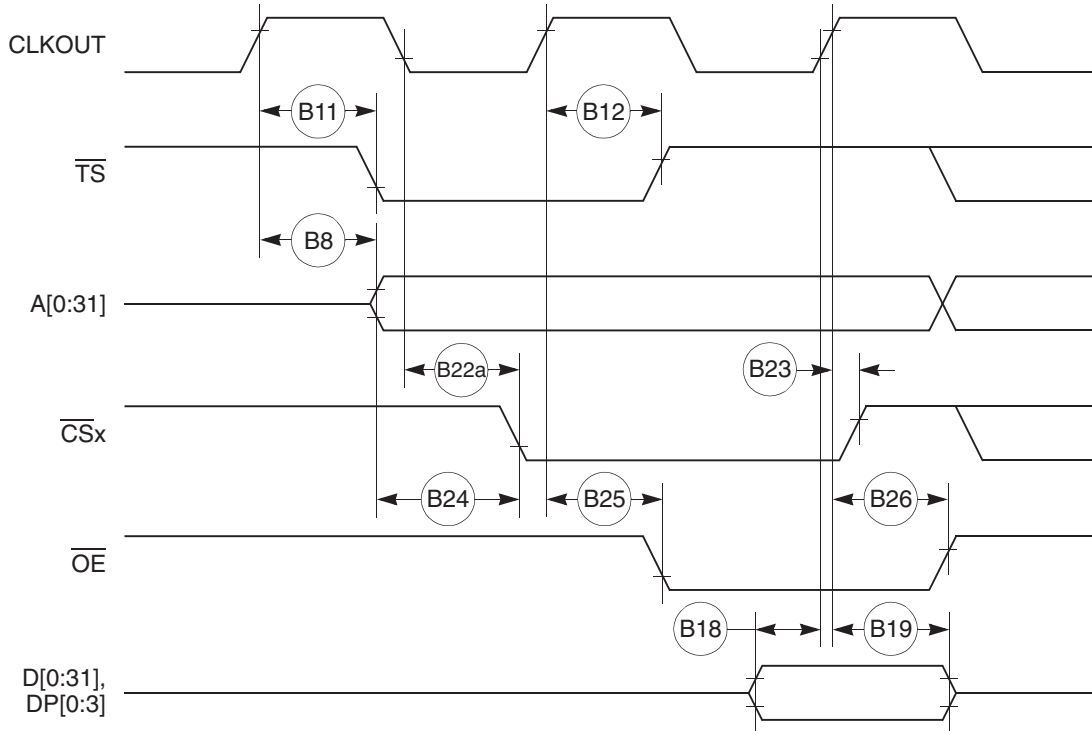 CLKOUT
B11
B12
TS
B8
A[0:31]
B22a
B23
CSx
B24
B25
B26
OE
B18
B19
D[0:31],
DP[0:3]